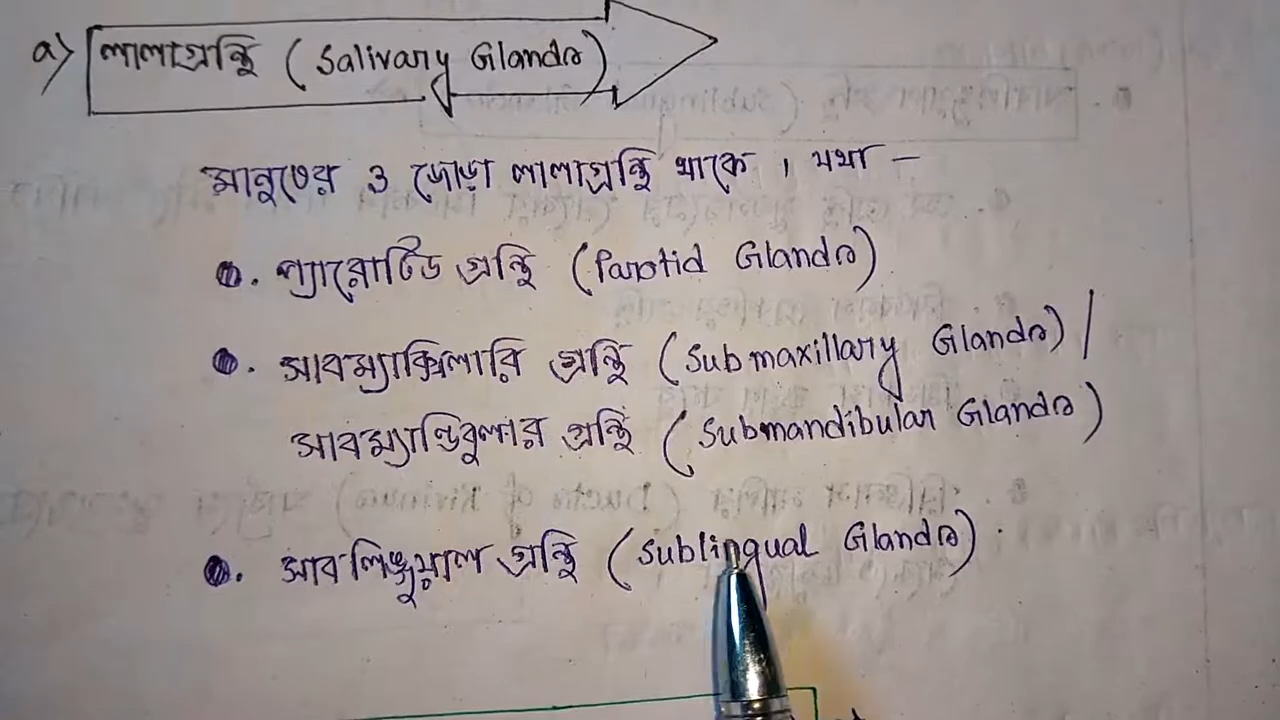 a) লালাগ্রন্থি (Salivary Glands)
মানুষের ৩ জোড়া লালাগ্রন্থি থাকে । যথা –
•. প্যারোটিড গ্রন্থি (Parotid Glands)
•. সাবম্যাক্সিলারি গ্রন্থি (Submaxillary Glands) /
সাবম্যান্ডিবুলার গ্রন্থি (Submandibular Glands)
•. সাবলিঙ্গুয়াল গ্রন্থি (Sublingual Glands) .